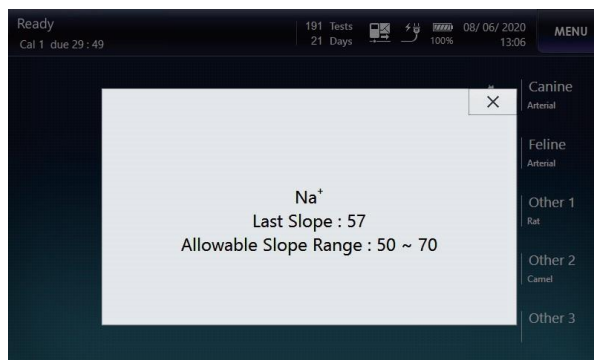 Ready
Cal 1 due 29 : 49
191 Tests
21 Days
100%
08/ 06/ 2020
13:06
MENU
Na⁺
Last Slope : 57
Allowable Slope Range : 50 ~ 70
Canine
Arterial
Feline
Arterial
Other 1
Rat
Other 2
Camel
Other 3